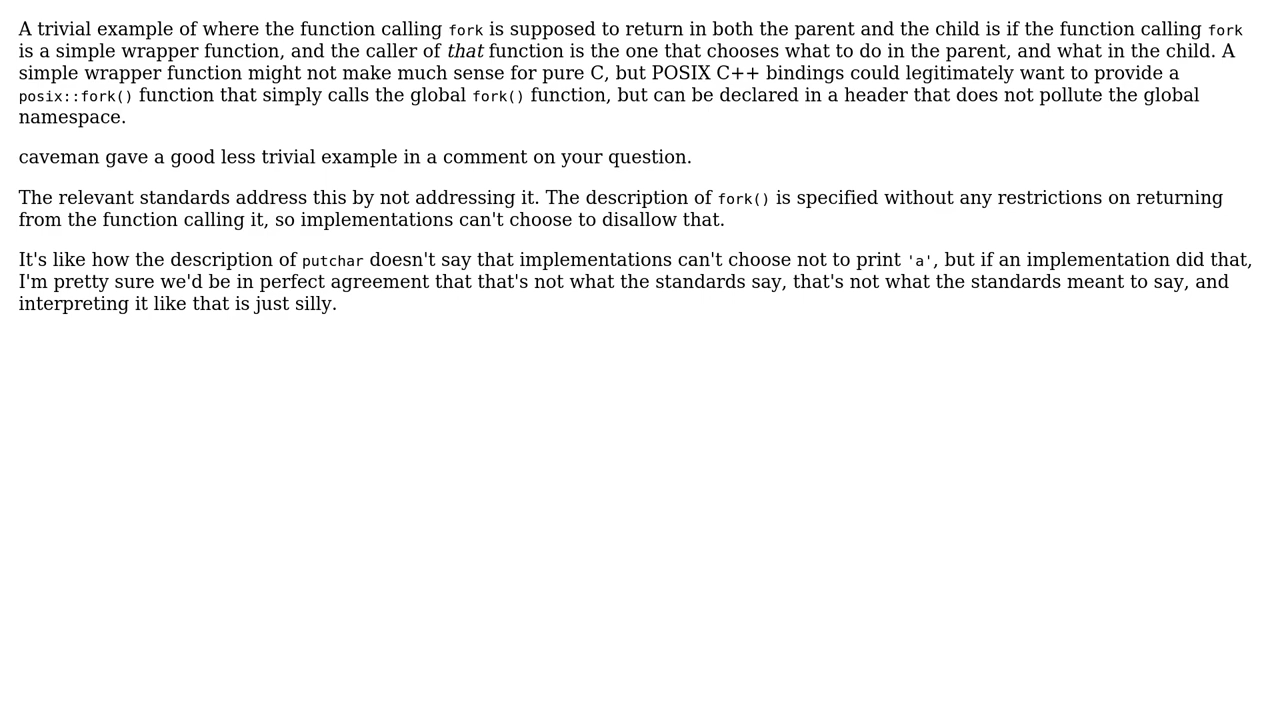 A trivial example of where the function calling fork is supposed to return in both the parent and the child is if the function calling fork
is a simple wrapper function, and the caller of that function is the one that chooses what to do in the parent, and what in the child. A
simple wrapper function might not make much sense for pure C, but POSIX C++ bindings could legitimately want to provide a
posix::fork() function that simply calls the global fork() function, but can be declared in a header that does not pollute the global
namespace.
caveman gave a good less trivial example in a comment on your question.
The relevant standards address this by not addressing it. The description of fork() is specified without any restrictions on returning
from the function calling it, so implementations can't choose to disallow that.
It's like how the description of putchar doesn't say that implementations can't choose not to print 'a', but if an implementation did that,
I'm pretty sure we'd be in perfect agreement that that's not what the standards say, that's not what the standards meant to say, and
interpreting it like that is just silly.